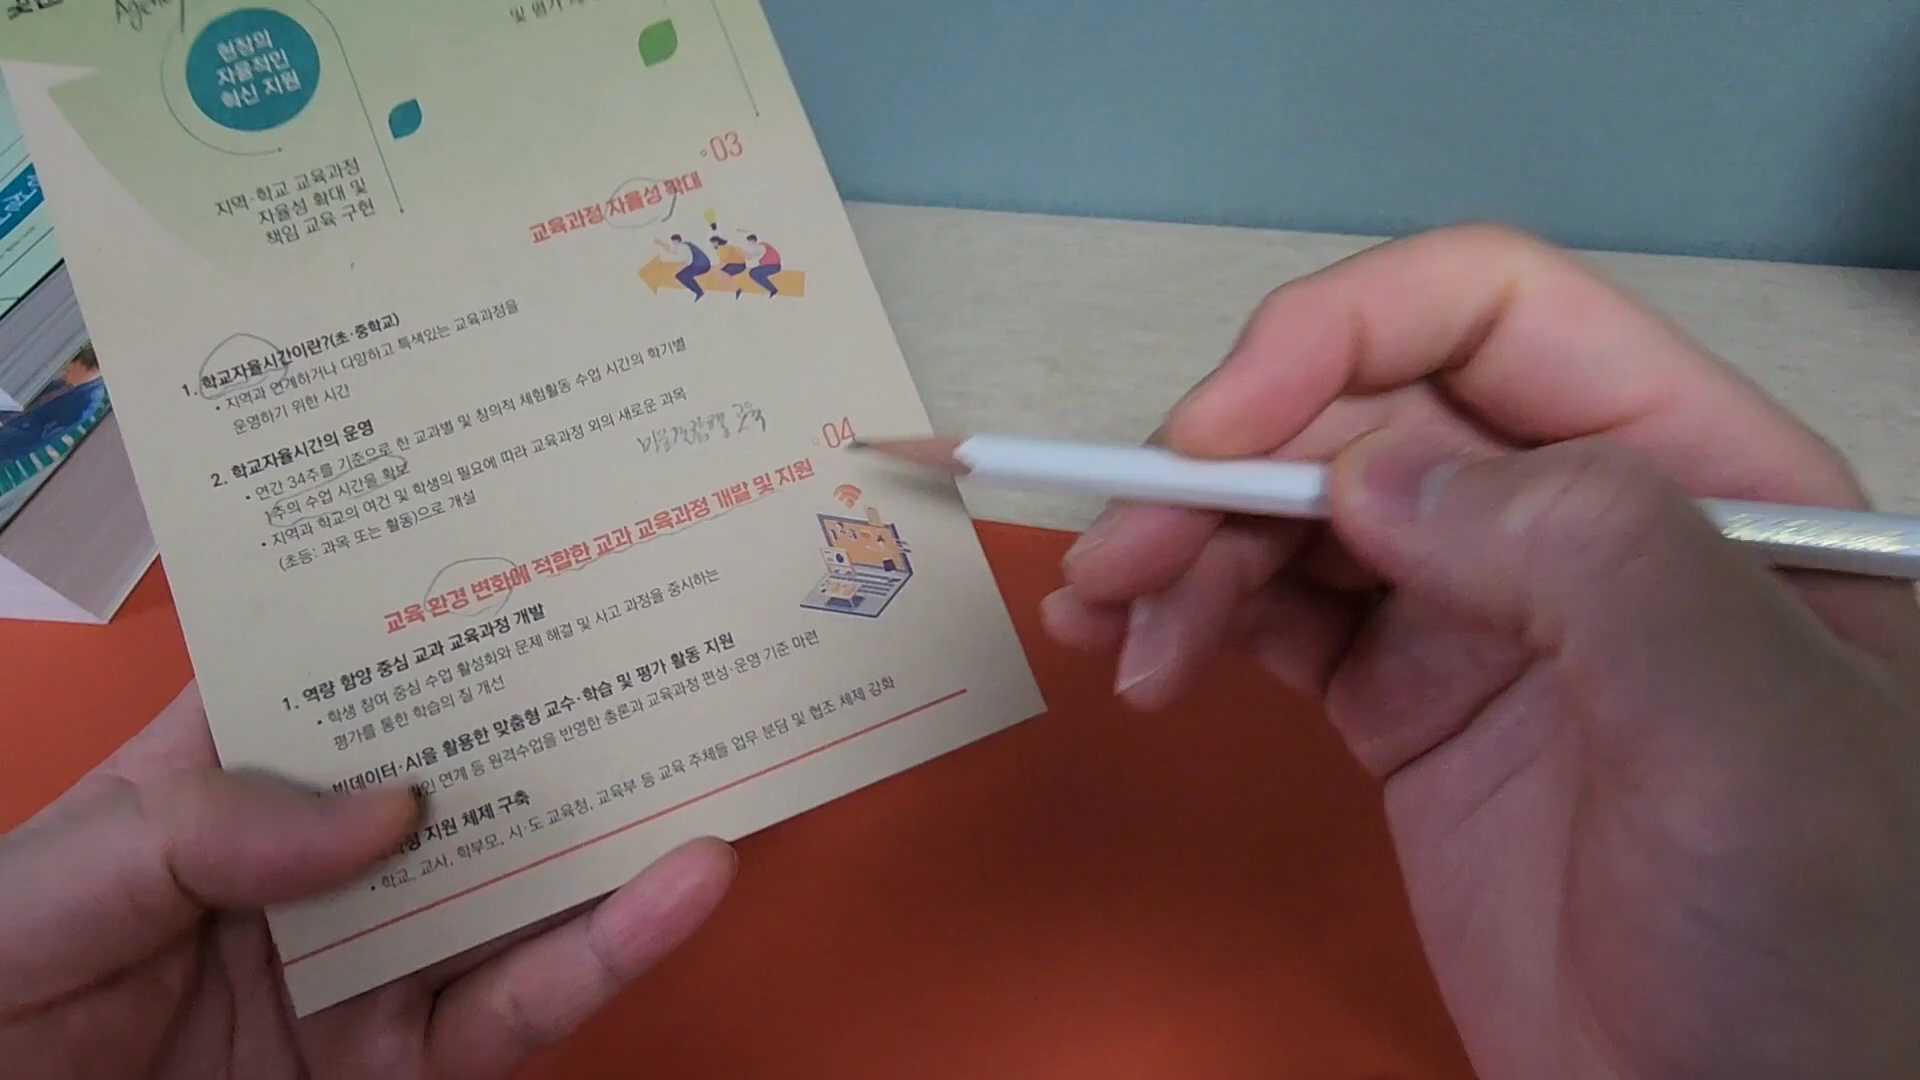 현장의
자율적인
혁신 지원
지역·학교 교육과정
자율성 확대 및
책임 교육 구현
03
교육과정 자율성 확대
1. 학교자율시간이란?(초·중학교)
• 지역과 연계하거나 다양하고 특색있는 교육과정을
운영하기 위한 시간
2. 학교자율시간의 운영
• 연간 34주를 기준으로 한 교과별 및 창의적 체험활동 수업 시간의 학기별
1주의 수업 시간을 확보
• 지역과 학교의 여건 및 학생의 필요에 따라 교육과정 외의 새로운 과목
(초등: 과목 또는 활동)으로 개설
교육
04
교육 환경 변화에 적합한 교과 교육과정 개발 및 지원
1. 역량 함양 중심 교과 교육과정 개발
• 학생 참여 중심 수업 활성화와 문제 해결 및 사고 과정을 중시하는
평가를 통한 학습의 질 개선
빅데이터·AI을 활용한 맞춤형 교수·학습 및 평가 활동 지원
연계 등 원격수업을 반영한 총론과 교육과정 편성·운영 기준 마련
지원 체제 구축
• 학교, 교사, 학부모, 시·도 교육청, 교육부 등 교육 주체들 업무 분담 및 협조 체제 강화